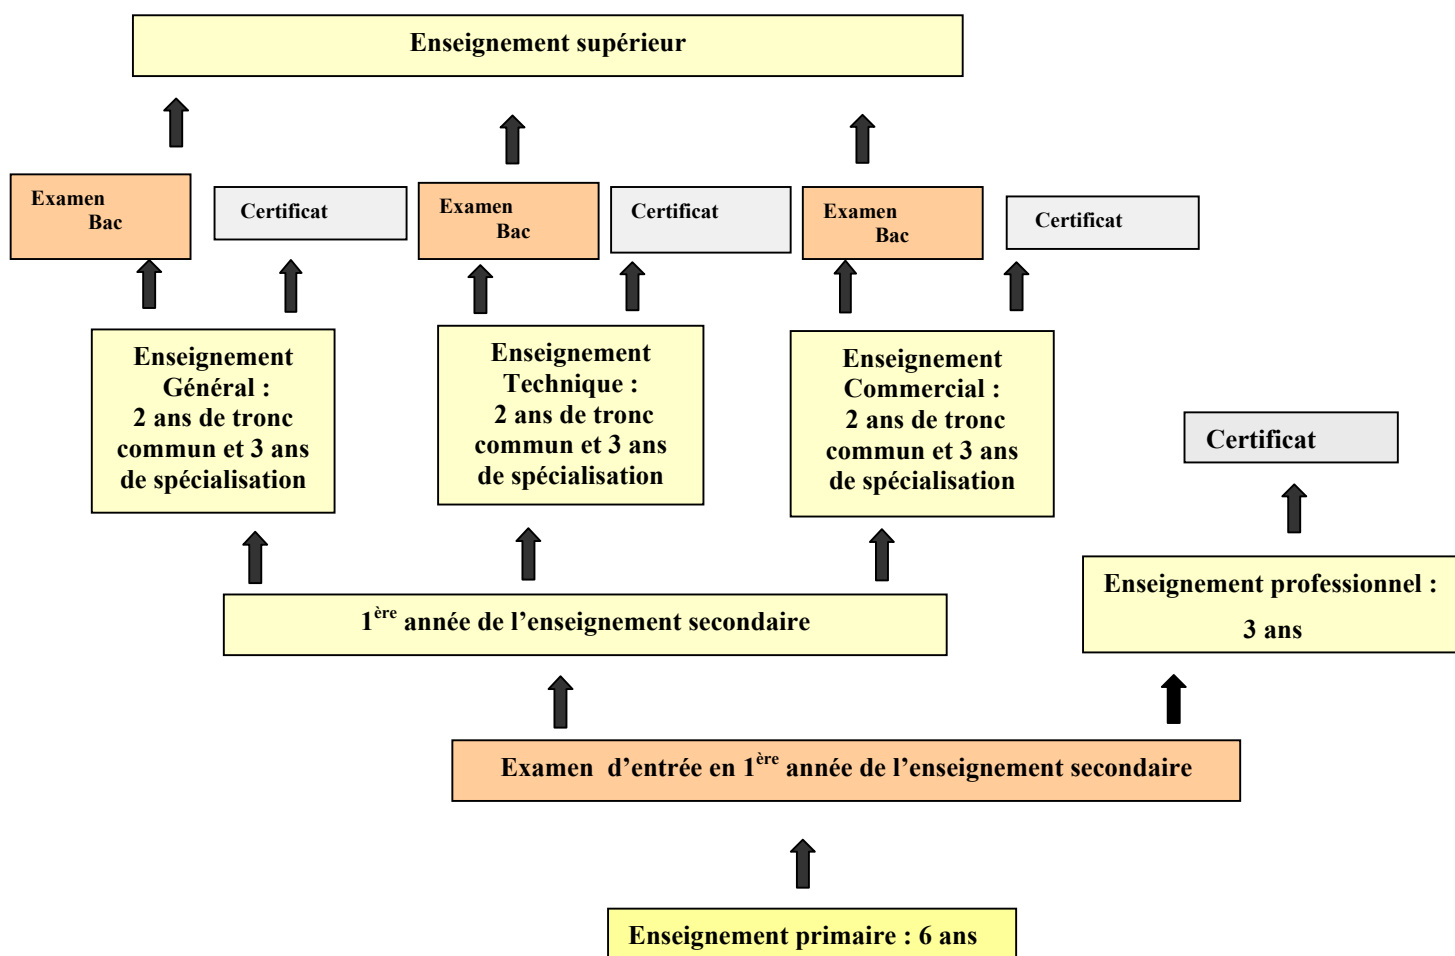 Enseignement supérieur
Examen
Bac
Certificat
Examen
Bac
Certificat
Examen
Bac
Certificat
Enseignement
Général :
2 ans de tronc
commun et 3 ans
de spécialisation
Enseignement
Technique :
2 ans de tronc
commun et 3 ans
de spécialisation
Enseignement
Commercial :
2 ans de tronc
commun et 3 ans
de spécialisation
Certificat
Enseignement professionnel :
3 ans
1ère année de l’enseignement secondaire
Examen d’entrée en 1ère année de l’enseignement secondaire
Enseignement primaire : 6 ans